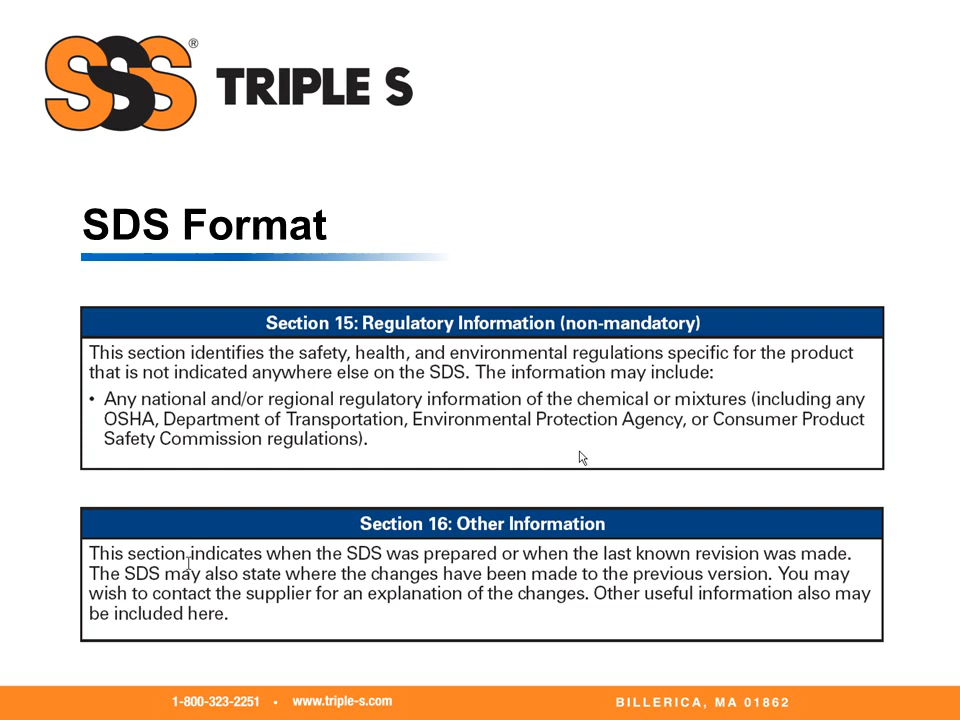 SSS® TRIPLE S
SDS Format
Section 15: Regulatory Information (non-mandatory)
This section identifies the safety, health, and environmental regulations specific for the product
that is not indicated anywhere else on the SDS. The information may include:
• Any national and/or regional regulatory information of the chemical or mixtures (including any
OSHA, Department of Transportation, Environmental Protection Agency, or Consumer Product
Safety Commission regulations).
Section 16: Other Information
This section indicates when the SDS was prepared or when the last known revision was made.
The SDS may also state where the changes have been made to the previous version. You may
wish to contact the supplier for an explanation of the changes. Other useful information also may
be included here.
1-800-323-2251 • www.triple-s.com BILLERICA, MA 01862